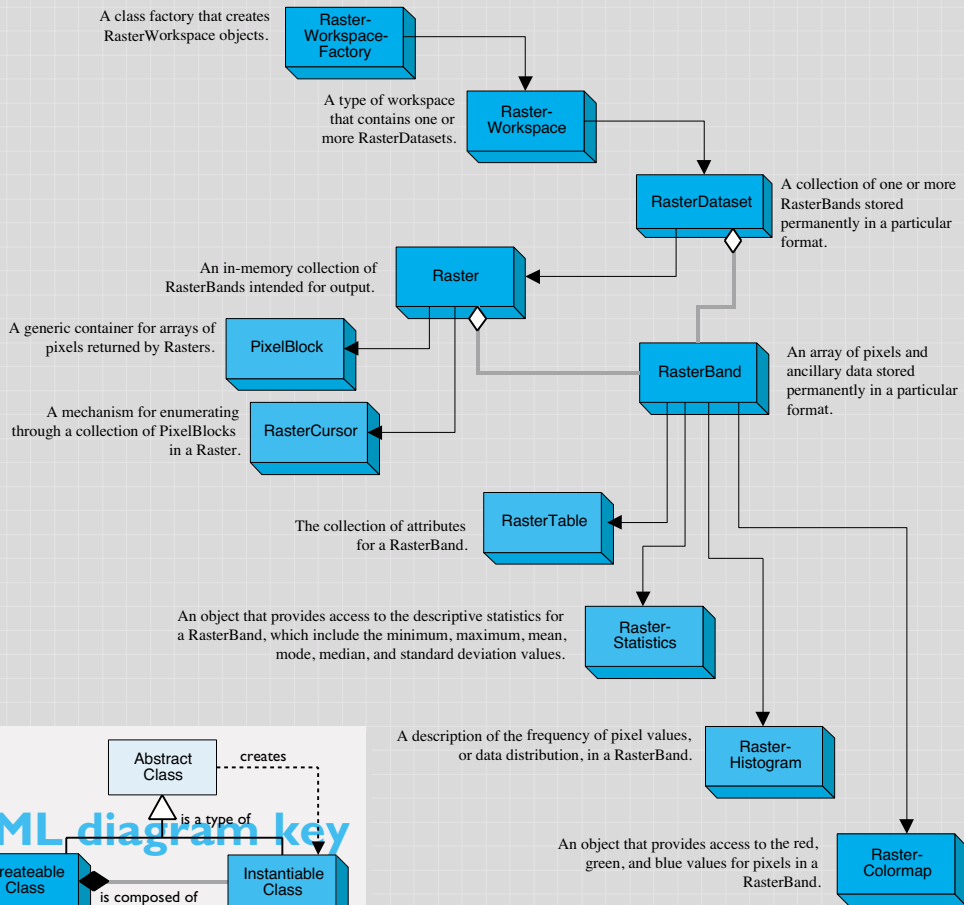 A class factory that creates
RasterWorkspace objects.
Raster-
Workspace-
Factory
A type of workspace
that contains one or
more RasterDatasets.
Raster-
Workspace
RasterDataset
A collection of one or more
RasterBands stored
permanently in a particular
format.
An in-memory collection of
RasterBands intended for output.
Raster
A generic container for arrays of
pixels returned by Rasters.
PixelBlock
RasterBand
An array of pixels and
ancillary data stored
permanently in a particular
format.
A mechanism for enumerating
through a collection of PixelBlocks
in a Raster.
RasterCursor
The collection of attributes
for a RasterBand.
RasterTable
An object that provides access to the descriptive statistics for
a RasterBand, which include the minimum, maximum, mean,
mode, median, and standard deviation values.
Raster-
Statistics
A description of the frequency of pixel values,
or data distribution, in a RasterBand.
Raster-
Histogram
An object that provides access to the red,
green, and blue values for pixels in a
RasterBand.
Raster-
Colormap
Abstract
Class
creates
is a type of
ML diagram key
reateable
Class
is composed of
Instantiable
Class